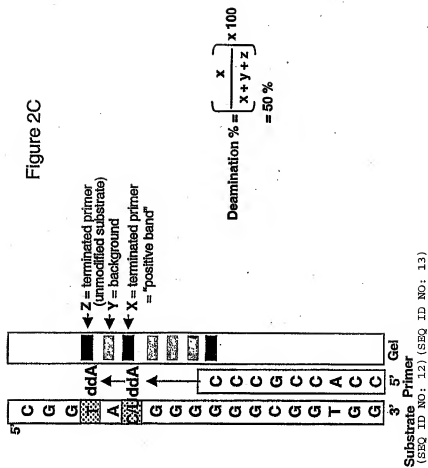 Figure 2C
5'
C G G T A C/T G G G G G G C G G T G G
3'
ddA
ddA
C C C G C C A C C
5'
Z = terminated primer
(unmodified substrate)
Y = background
X = terminated primer
= "positive band"
Deamination % = [ x / x + y + z ] x 100
= 50 %
Substrate Primer Gel
(SEQ ID NO: 12) (SEQ ID NO: 13)